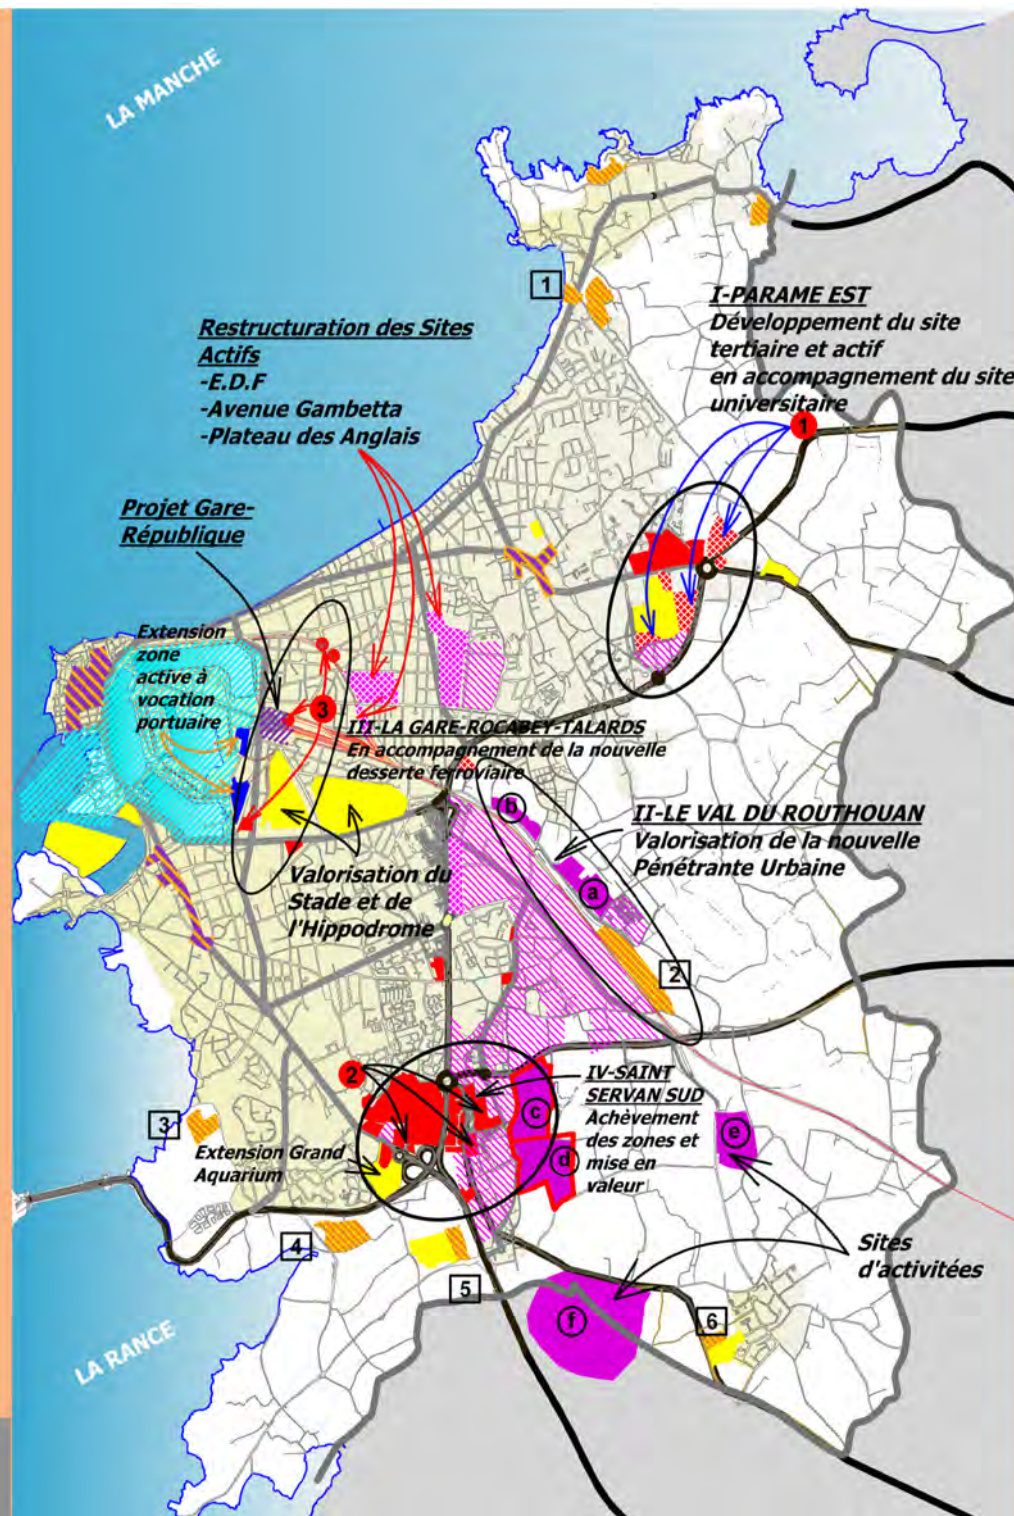 LA MANCHE
1
I-PARAME EST
Développement du site
tertiaire et actif
en accompagnement du site
universitaire
1
Restructuration des Sites
Actifs
-E.D.F
-Avenue Gambetta
-Plateau des Anglais
Projet Gare-
République
Extension
zone
active à
vocation
portuaire
3
III-LA GARE-ROCABEY-TALARDS
En accompagnement de la nouvelle
desserte ferroviaire
b
II-LE VAL DU ROUTHOUAN
Valorisation de la nouvelle
Pénétrante Urbaine
a
Valorisation du
Stade et de
l'Hippodrome
2
2
IV-SAINT
SERVAN SUD
Achèvement
des zones et
mise en
valeur
c
d
e
3
Extension Grand
Aquarium
4
5
Sites
d'activitées
f
6
LA RANCE